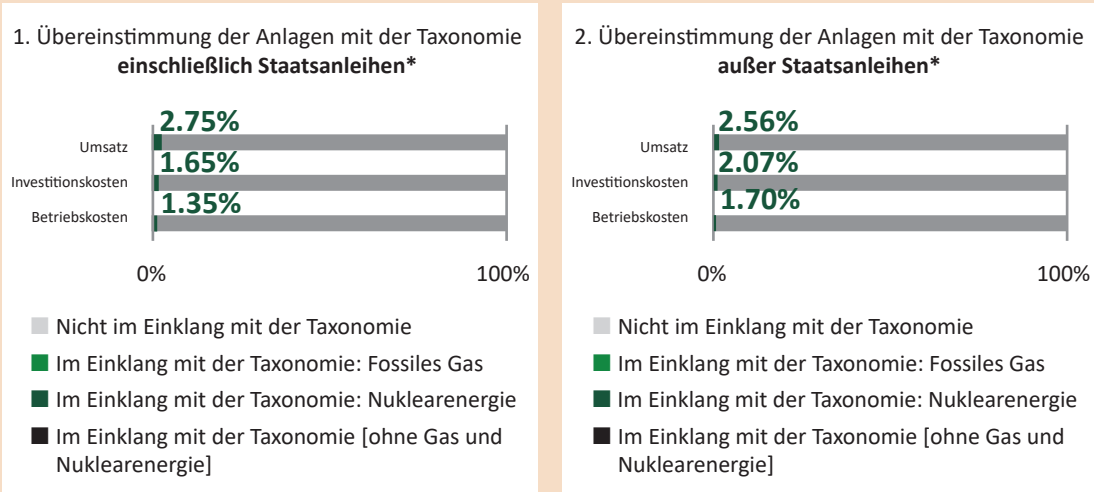 1. Übereinstimmung der Anlagen mit der Taxonomie
einschließlich Staatsanleihen*
2.75%
Umsatz
1.65%
Investitionskosten
1.35%
Betriebskosten
0%
100%
Nicht im Einklang mit der Taxonomie
Im Einklang mit der Taxonomie: Fossiles Gas
Im Einklang mit der Taxonomie: Nuklearenergie
Im Einklang mit der Taxonomie [ohne Gas und
Nuklearenergie]
2. Übereinstimmung der Anlagen mit der Taxonomie
außer Staatsanleihen*
2.56%
Umsatz
2.07%
Investitionskosten
1.70%
Betriebskosten
0%
100%
Nicht im Einklang mit der Taxonomie
Im Einklang mit der Taxonomie: Fossiles Gas
Im Einklang mit der Taxonomie: Nuklearenergie
Im Einklang mit der Taxonomie [ohne Gas und
Nuklearenergie]